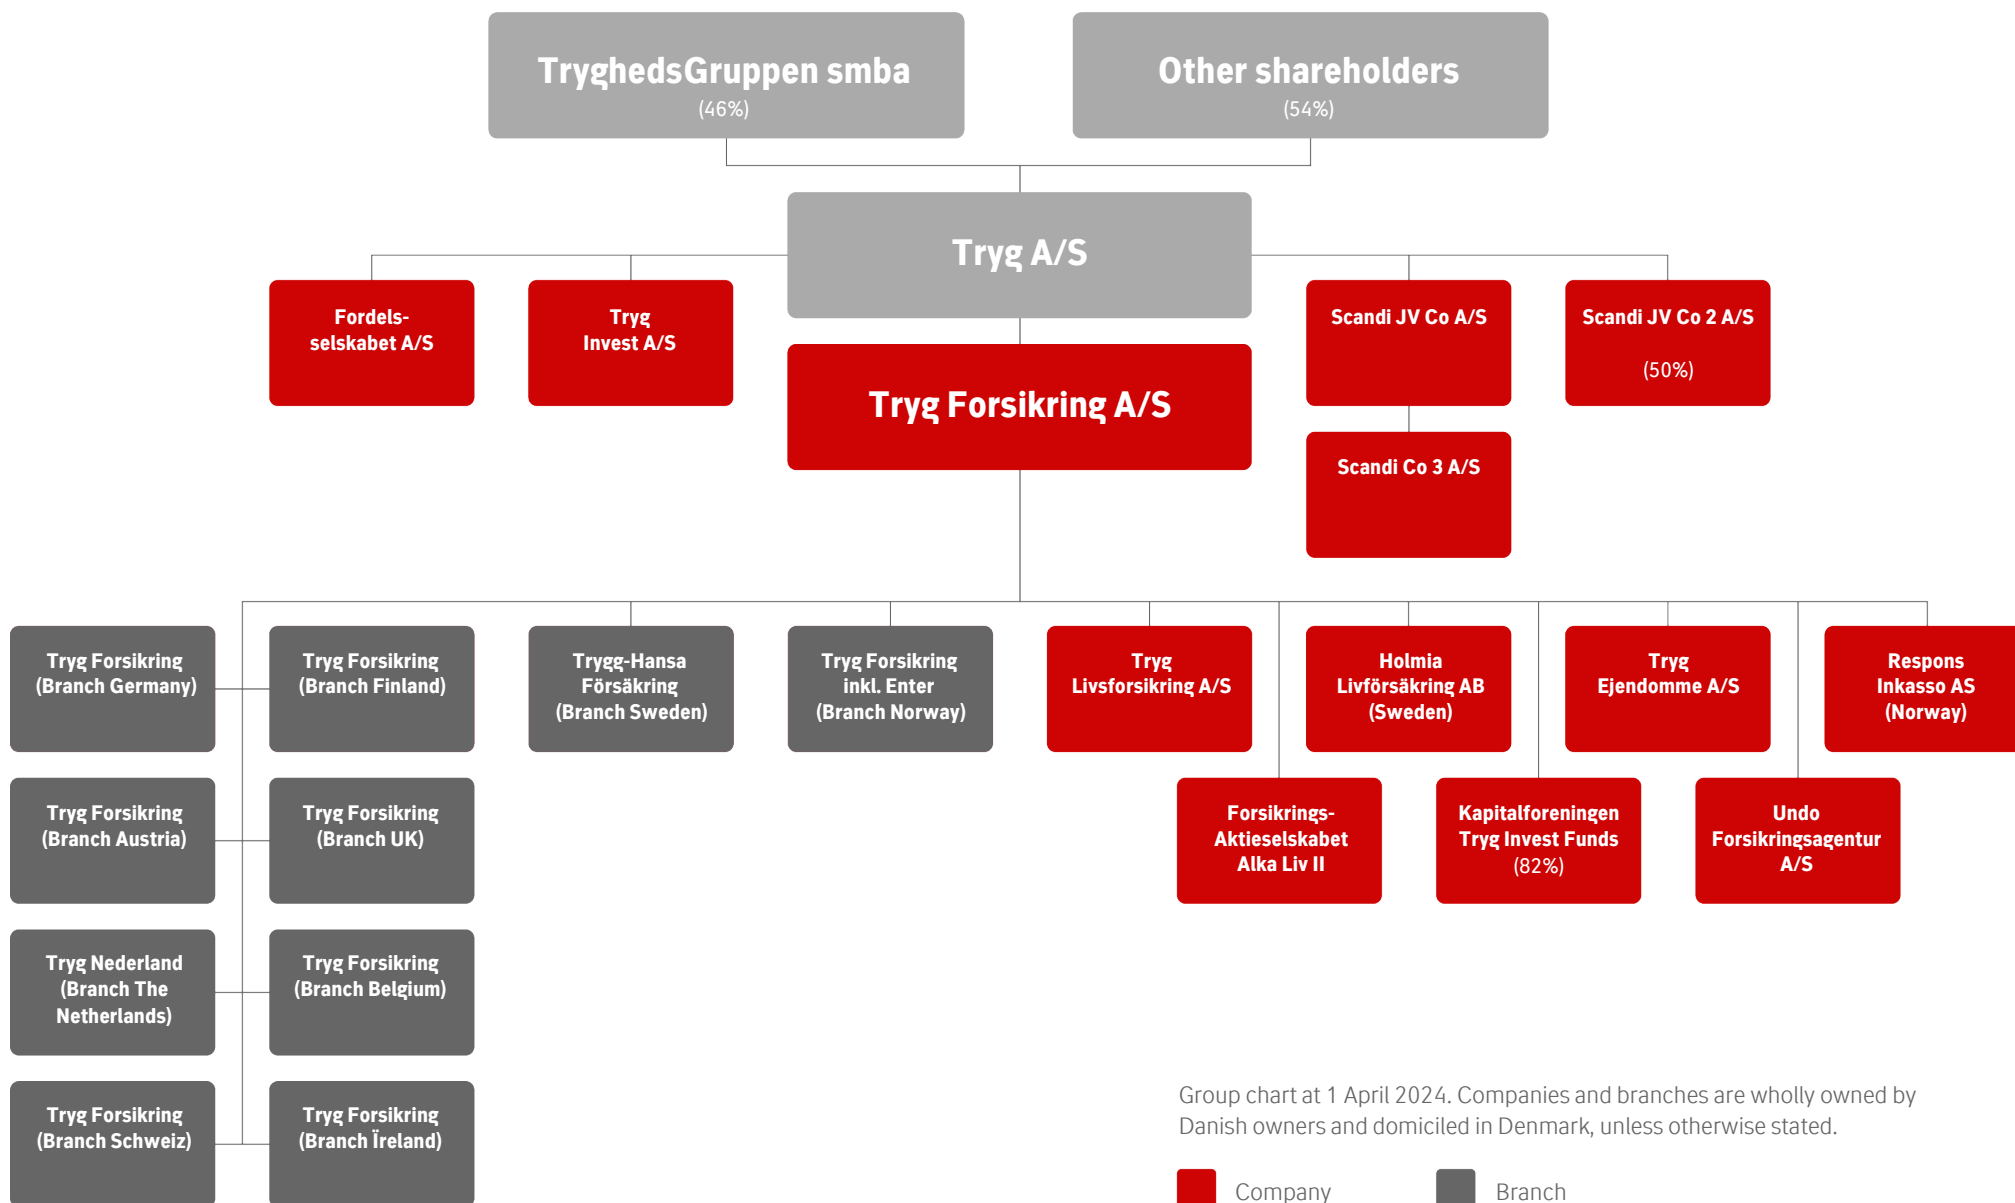 TryghedsGruppen smba
(46%)
Other shareholders
(54%)
Tryg A/S
Fordels-
selskabet A/S
Tryg
Invest A/S
Scandi JV Co A/S
Scandi JV Co 2 A/S
(50%)
Tryg Forsikring A/S
Scandi Co 3 A/S
Tryg Forsikring
(Branch Germany)
Tryg Forsikring
(Branch Finland)
Trygg-Hansa
Försäkring
(Branch Sweden)
Tryg Forsikring
inkl. Enter
(Branch Norway)
Tryg
Livsforsikring A/S
Holmia
Livförsäkring AB
(Sweden)
Tryg
Ejendomme A/S
Respons
Inkasso AS
(Norway)
Tryg Forsikring
(Branch Austria)
Tryg Forsikring
(Branch UK)
Forsikrings-
Aktieselskabet
Alka Liv II
Kapitalforeningen
Tryg Invest Funds
(82%)
Undo
Forsikringsagentur
A/S
Tryg Nederland
(Branch The
Netherlands)
Tryg Forsikring
(Branch Belgium)
Tryg Forsikring
(Branch Schweiz)
Tryg Forsikring
(Branch Ïreland)
Group chart at 1 April 2024. Companies and branches are wholly owned by
Danish owners and domiciled in Denmark, unless otherwise stated.
Company
Branch